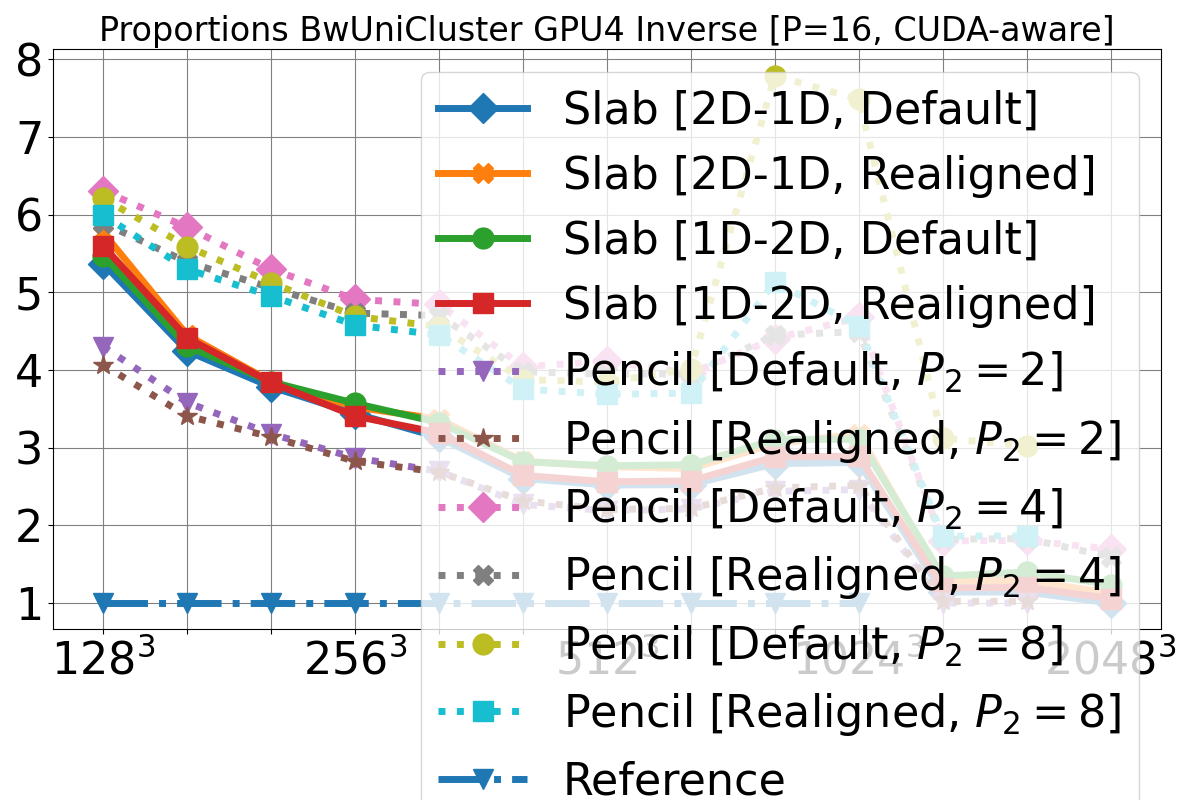 Proportions BwUniCluster GPU4 Inverse [P=16, CUDA-aware]
8
7
6
5
4
3
2
1
128³
256³
512³
1024³
2048³
Slab [2D-1D, Default]
Slab [2D-1D, Realigned]
Slab [1D-2D, Default]
Slab [1D-2D, Realigned]
Pencil [Default, P₂ = 2]
Pencil [Realigned, P₂ = 2]
Pencil [Default, P₂ = 4]
Pencil [Realigned, P₂ = 4]
Pencil [Default, P₂ = 8]
Pencil [Realigned, P₂ = 8]
Reference